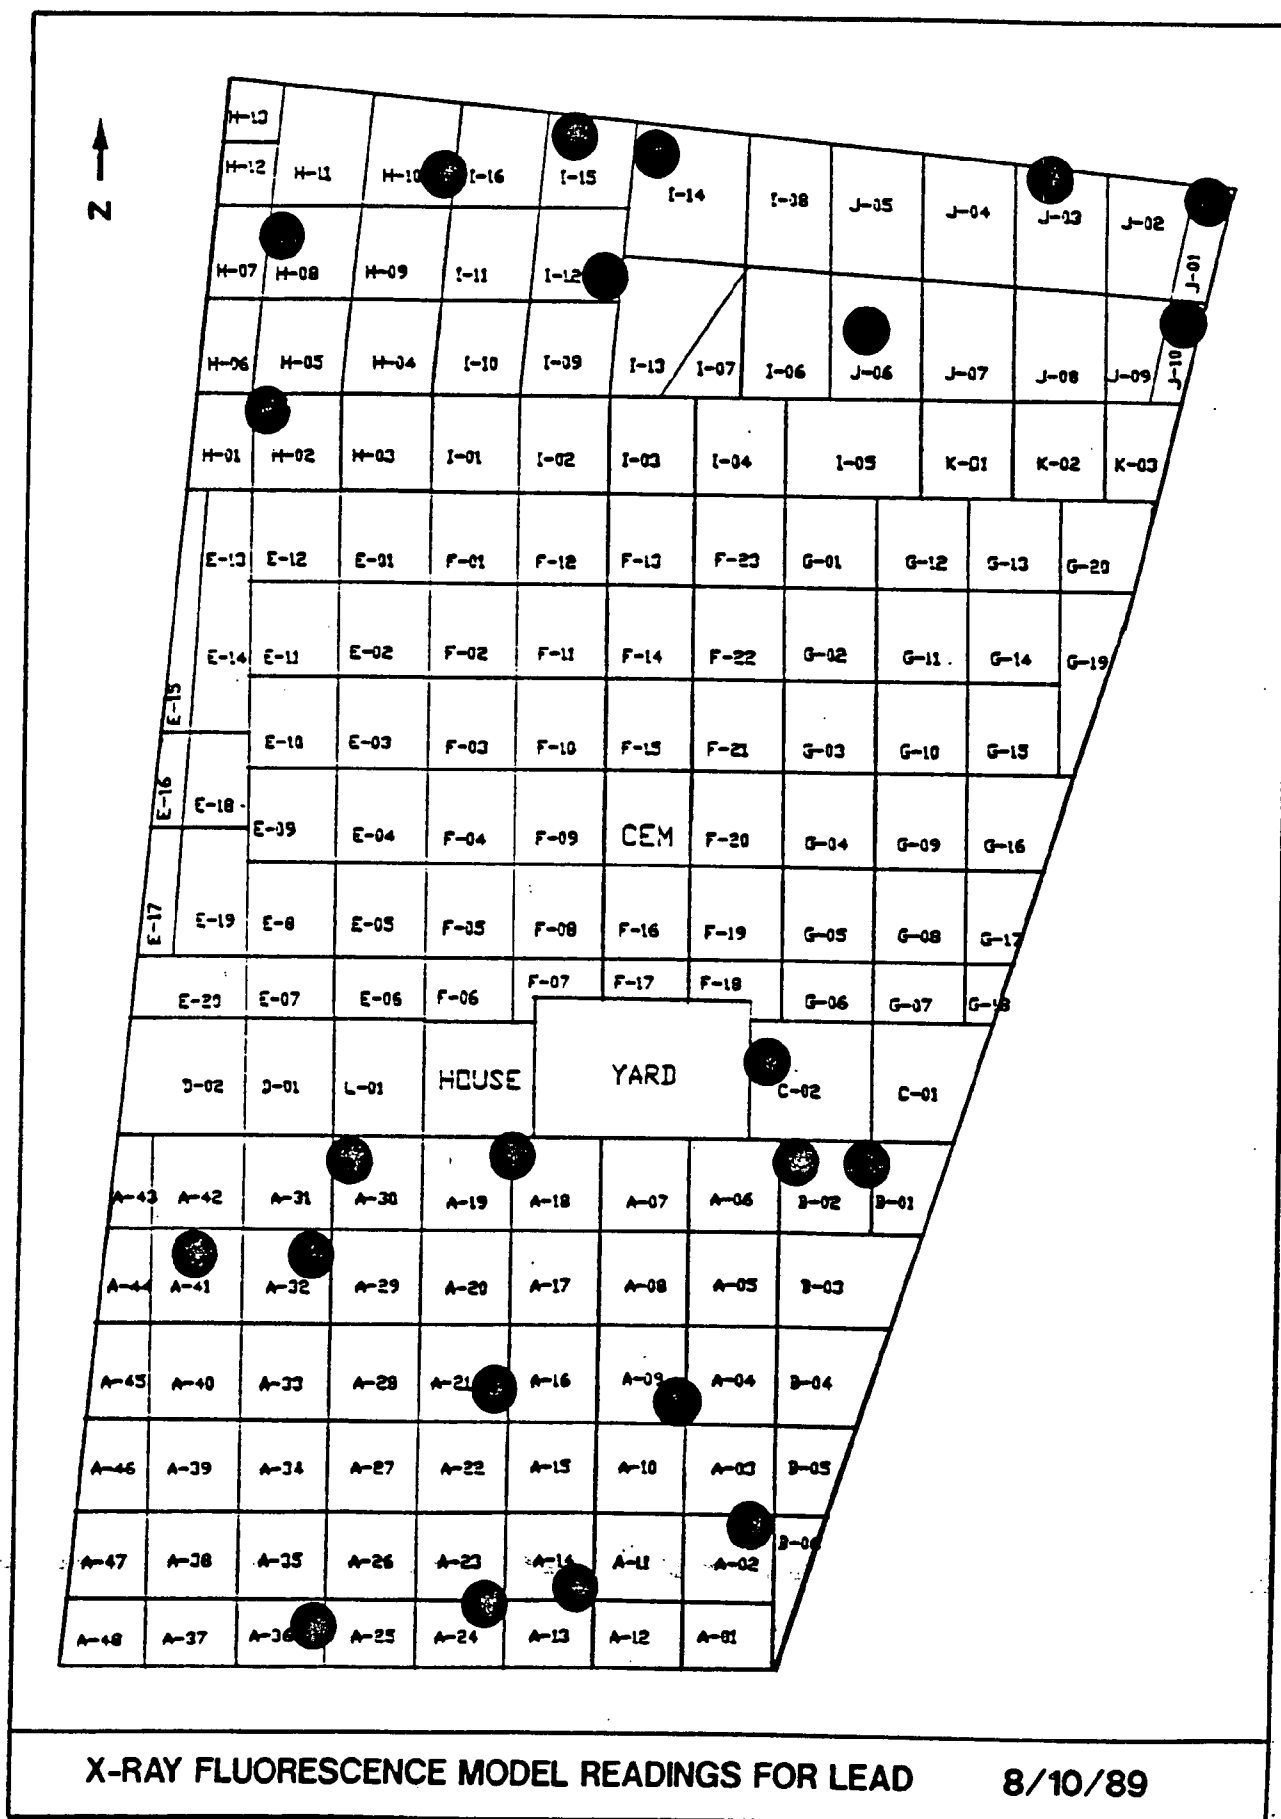 H-13
H-12 H-11 H-10 I-16 I-15 I-14 I-08 J-05 J-04 J-03 J-02
N
H-07 H-08 H-09 I-11 I-12 J-01
H-06 H-05 H-04 I-10 I-09 I-13 I-07 I-06 J-06 J-07 J-08 J-09 J-10
H-01 H-02 H-03 I-01 I-02 I-03 I-04 I-05 K-01 K-02 K-03
E-13 E-12 E-01 F-01 F-12 F-13 F-23 G-01 G-12 G-13 G-20
E-14 E-11 E-02 F-02 F-11 F-14 F-22 G-02 G-11 G-14 G-19
E-15 E-10 E-03 F-03 F-10 F-15 F-21 G-03 G-10 G-15
E-16 E-18 E-09 E-04 F-04 F-09 CEM F-20 G-04 G-09 G-16
E-17 E-19 E-8 E-05 F-05 F-08 F-16 F-19 G-05 G-08 G-17
E-20 E-07 E-06 F-06 F-07 F-17 F-18 G-06 G-07 G-18
D-02 D-01 L-01 HOUSE YARD C-02 C-01
A-43 A-42 A-31 A-30 A-19 A-18 A-07 A-06 B-02 B-01
A-44 A-41 A-32 A-29 A-20 A-17 A-08 A-05 B-03
A-45 A-40 A-33 A-28 A-21 A-16 A-09 A-04 B-04
A-46 A-39 A-34 A-27 A-22 A-15 A-10 A-03 B-05
A-47 A-38 A-35 A-26 A-23 A-14 A-11 A-02 B-06
A-48 A-37 A-36 A-25 A-24 A-13 A-12 A-01
X-RAY FLUORESCENCE MODEL READINGS FOR LEAD 8/10/89